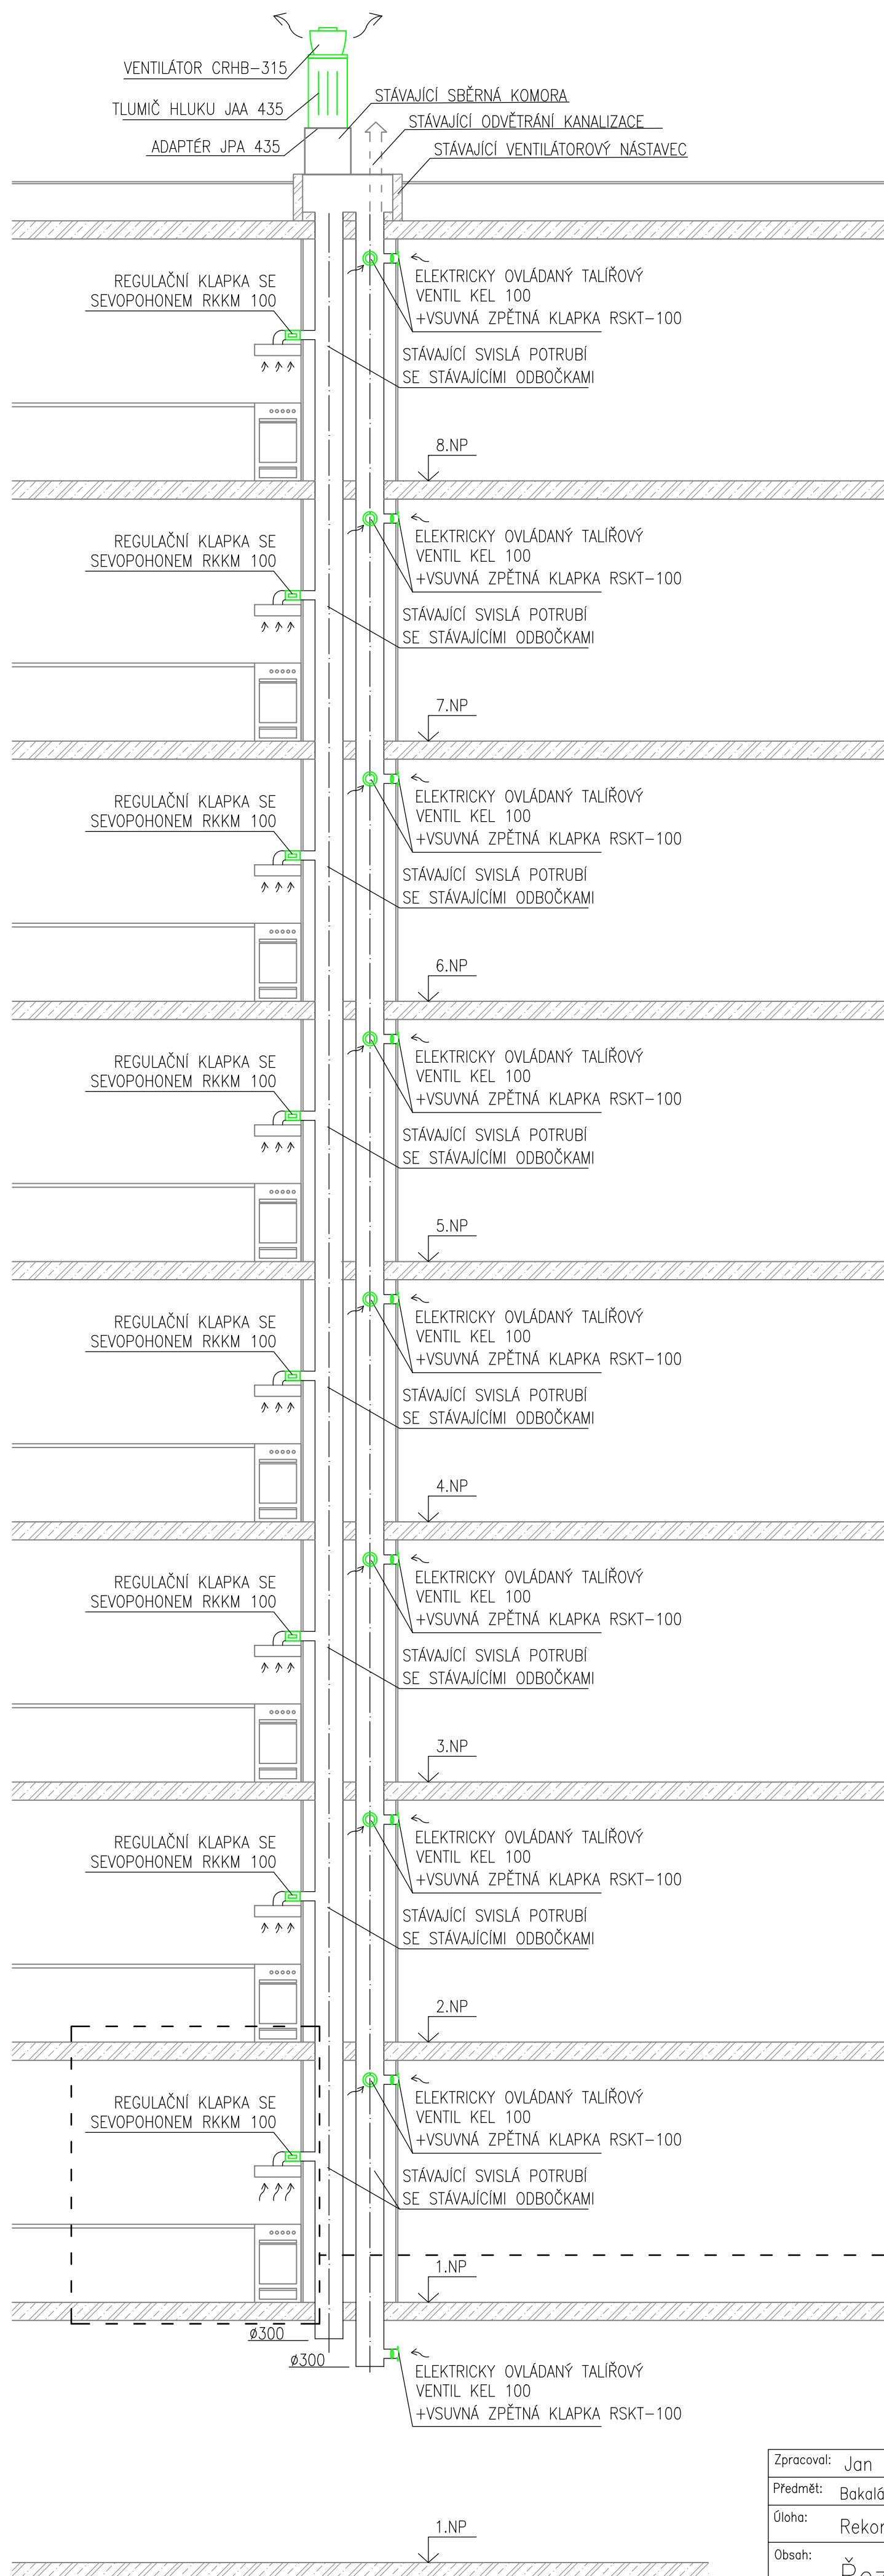 VENTILÁTOR CRHB-315
TLUMIČ HLUKU JAA 435
STÁVAJÍCÍ SBĚRNÁ KOMORA
STÁVAJÍCÍ ODVĚTRÁNÍ KANALIZACE
ADAPTÉR JPA 435
STÁVAJÍCÍ VENTILÁTOROVÝ NÁSTAVEC
REGULAČNÍ KLAPKA SE
SEVOPOHONEM RKKM 100
ELEKTRICKY OVLÁDANÝ TALÍŘOVÝ
VENTIL KEL 100
+VSUVNÁ ZPĚTNÁ KLAPKA RSKT-100
STÁVAJÍCÍ SVISLÁ POTRUBÍ
SE STÁVAJÍCÍMI ODBOČKAMI
8.NP
REGULAČNÍ KLAPKA SE
SEVOPOHONEM RKKM 100
ELEKTRICKY OVLÁDANÝ TALÍŘOVÝ
VENTIL KEL 100
+VSUVNÁ ZPĚTNÁ KLAPKA RSKT-100
STÁVAJÍCÍ SVISLÁ POTRUBÍ
SE STÁVAJÍCÍMI ODBOČKAMI
7.NP
REGULAČNÍ KLAPKA SE
SEVOPOHONEM RKKM 100
ELEKTRICKY OVLÁDANÝ TALÍŘOVÝ
VENTIL KEL 100
+VSUVNÁ ZPĚTNÁ KLAPKA RSKT-100
STÁVAJÍCÍ SVISLÁ POTRUBÍ
SE STÁVAJÍCÍMI ODBOČKAMI
6.NP
REGULAČNÍ KLAPKA SE
SEVOPOHONEM RKKM 100
ELEKTRICKY OVLÁDANÝ TALÍŘOVÝ
VENTIL KEL 100
+VSUVNÁ ZPĚTNÁ KLAPKA RSKT-100
STÁVAJÍCÍ SVISLÁ POTRUBÍ
SE STÁVAJÍCÍMI ODBOČKAMI
5.NP
REGULAČNÍ KLAPKA SE
SEVOPOHONEM RKKM 100
ELEKTRICKY OVLÁDANÝ TALÍŘOVÝ
VENTIL KEL 100
+VSUVNÁ ZPĚTNÁ KLAPKA RSKT-100
STÁVAJÍCÍ SVISLÁ POTRUBÍ
SE STÁVAJÍCÍMI ODBOČKAMI
4.NP
REGULAČNÍ KLAPKA SE
SEVOPOHONEM RKKM 100
ELEKTRICKY OVLÁDANÝ TALÍŘOVÝ
VENTIL KEL 100
+VSUVNÁ ZPĚTNÁ KLAPKA RSKT-100
STÁVAJÍCÍ SVISLÁ POTRUBÍ
SE STÁVAJÍCÍMI ODBOČKAMI
3.NP
REGULAČNÍ KLAPKA SE
SEVOPOHONEM RKKM 100
ELEKTRICKY OVLÁDANÝ TALÍŘOVÝ
VENTIL KEL 100
+VSUVNÁ ZPĚTNÁ KLAPKA RSKT-100
STÁVAJÍCÍ SVISLÁ POTRUBÍ
SE STÁVAJÍCÍMI ODBOČKAMI
2.NP
REGULAČNÍ KLAPKA SE
SEVOPOHONEM RKKM 100
ELEKTRICKY OVLÁDANÝ TALÍŘOVÝ
VENTIL KEL 100
+VSUVNÁ ZPĚTNÁ KLAPKA RSKT-100
STÁVAJÍCÍ SVISLÁ POTRUBÍ
SE STÁVAJÍCÍMI ODBOČKAMI
1.NP
ø300
ø300
ELEKTRICKY OVLÁDANÝ TALÍŘOVÝ
VENTIL KEL 100
+VSUVNÁ ZPĚTNÁ KLAPKA RSKT-100
1.NP
Zpracoval: Jan
Předmět: Bakalá
Úloha: Rekor
Obsah: